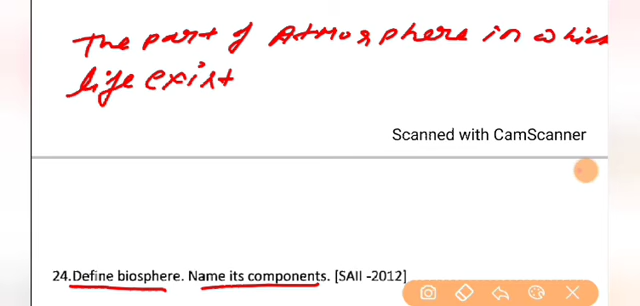 The part of Atmosphere in which
life exist
Scanned with CamScanner
24.Define biosphere. Name its components. [SAII -2012]